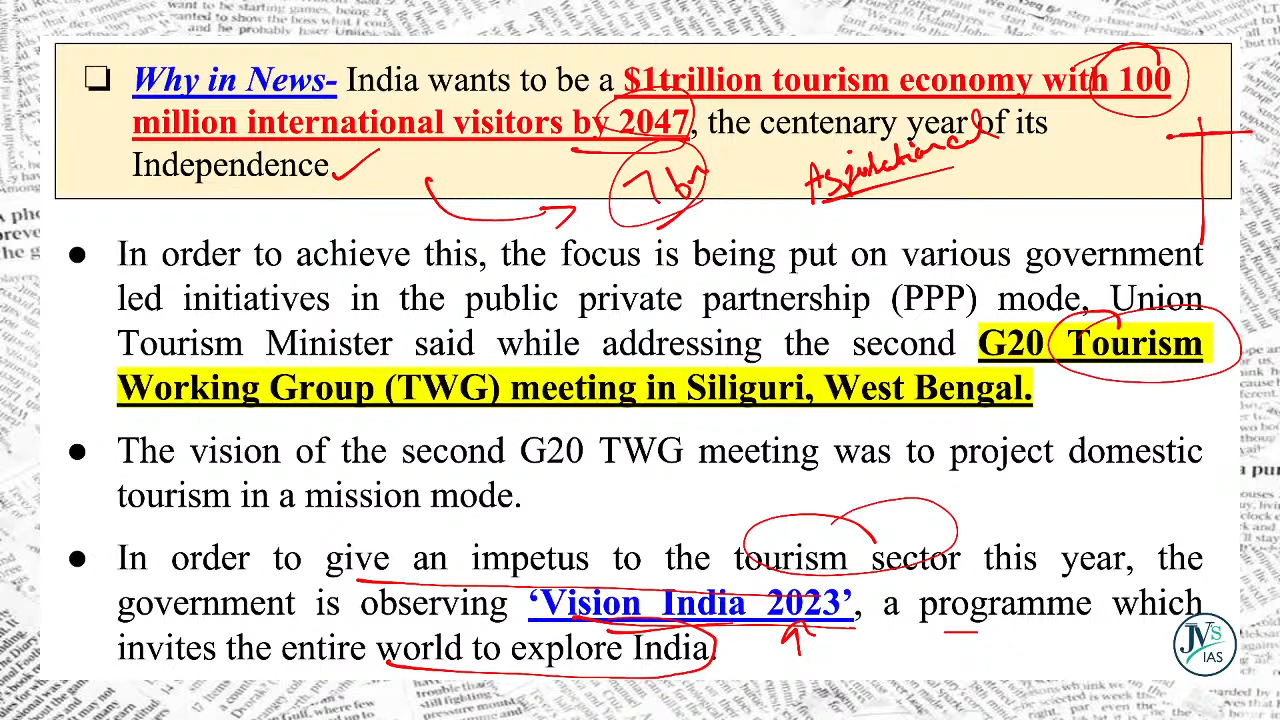 ❑ Why in News- India wants to be a $1trillion tourism economy with 100
million international visitors by 2047, the centenary year of its
Independence.
7 bn
Aspirational
● In order to achieve this, the focus is being put on various government
led initiatives in the public private partnership (PPP) mode, Union
Tourism Minister said while addressing the second G20 Tourism
Working Group (TWG) meeting in Siliguri, West Bengal.
● The vision of the second G20 TWG meeting was to project domestic
tourism in a mission mode.
● In order to give an impetus to the tourism sector this year, the
government is observing ‘Vision India 2023’, a programme which
invites the entire world to explore India.
JVS
IAS